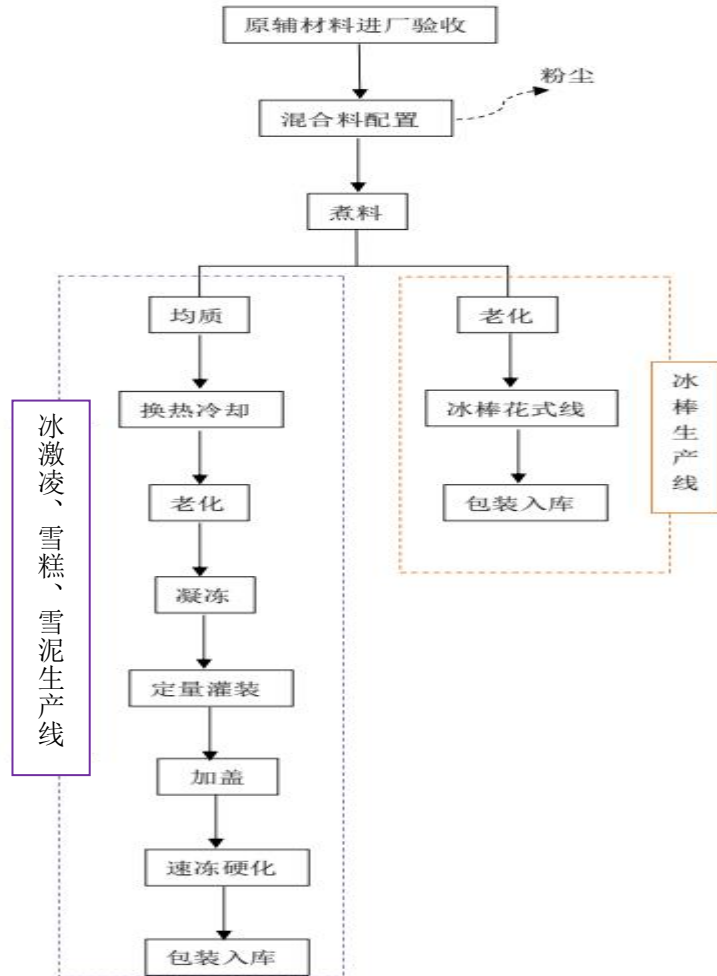 原辅材料进厂验收
粉尘
混合料配置
煮料
均质
换热冷却
老化
凝冻
定量灌装
加盖
速冻硬化
包装入库
冰激凌、雪糕、雪泥生产线
老化
冰棒花式线
包装入库
冰棒生产线